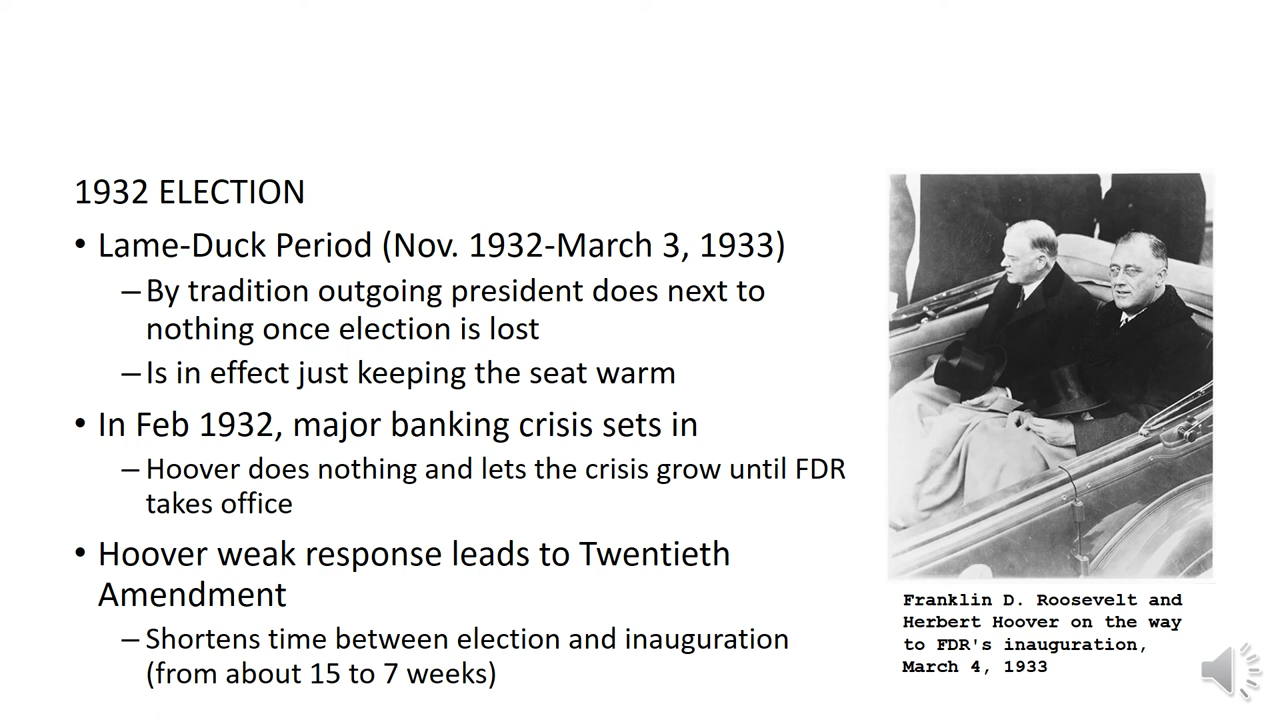 1932 ELECTION
• Lame-Duck Period (Nov. 1932-March 3, 1933)
– By tradition outgoing president does next to
nothing once election is lost
– Is in effect just keeping the seat warm
• In Feb 1932, major banking crisis sets in
– Hoover does nothing and lets the crisis grow until FDR
takes office
• Hoover weak response leads to Twentieth
Amendment
– Shortens time between election and inauguration
(from about 15 to 7 weeks)
Franklin D. Roosevelt and
Herbert Hoover on the way
to FDR's inauguration,
March 4, 1933